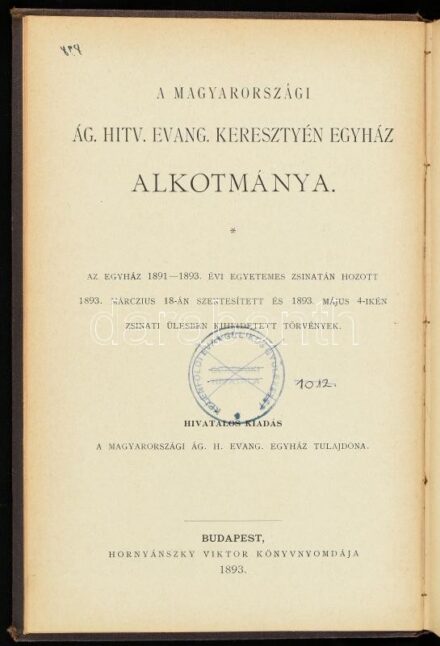 A MAGYARORSZÁGI
ÁG. HITV. EVANG. KERESZTYÉN EGYHÁZ
ALKOTMÁNYA.
*
AZ EGYHÁZ 1891—1893. ÉVI EGYETEMES ZSINATÁN HOZOTT
1893. MÁRCZIUS 18-ÁN SZENTESÍTETT ÉS 1893. MÁJUS 4-IKÉN
ZSINATI ÜLÉSBEN KIHIRDETETT TÖRVÉNYEK.
darabanth
1012.
HIVATALOS KIADÁS
A MAGYARORSZÁGI ÁG. H. EVANG. EGYHÁZ TULAJDONA.
BUDAPEST,
HORNYÁNSZKY VIKTOR KÖNYVNYOMDÁJA
1893.